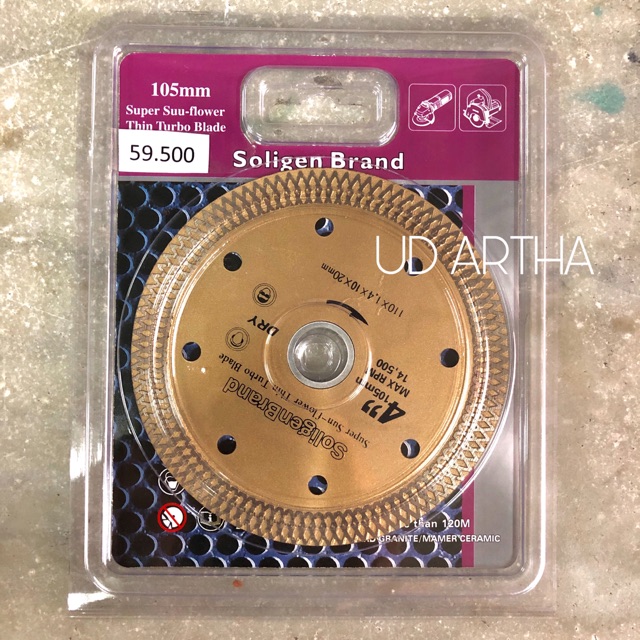 105mm
Super Suu-flower
Thin Turbo Blade
59.500
Soligen Brand
UD ARTHA
110X1.4X10X20mm
DRY
4"
105mm
MAX RPM
14,500
Super Sun-Flower Thin Turbo Blade
SoligenBrand
than 120M
GRANITE/MAMER CERAMIC